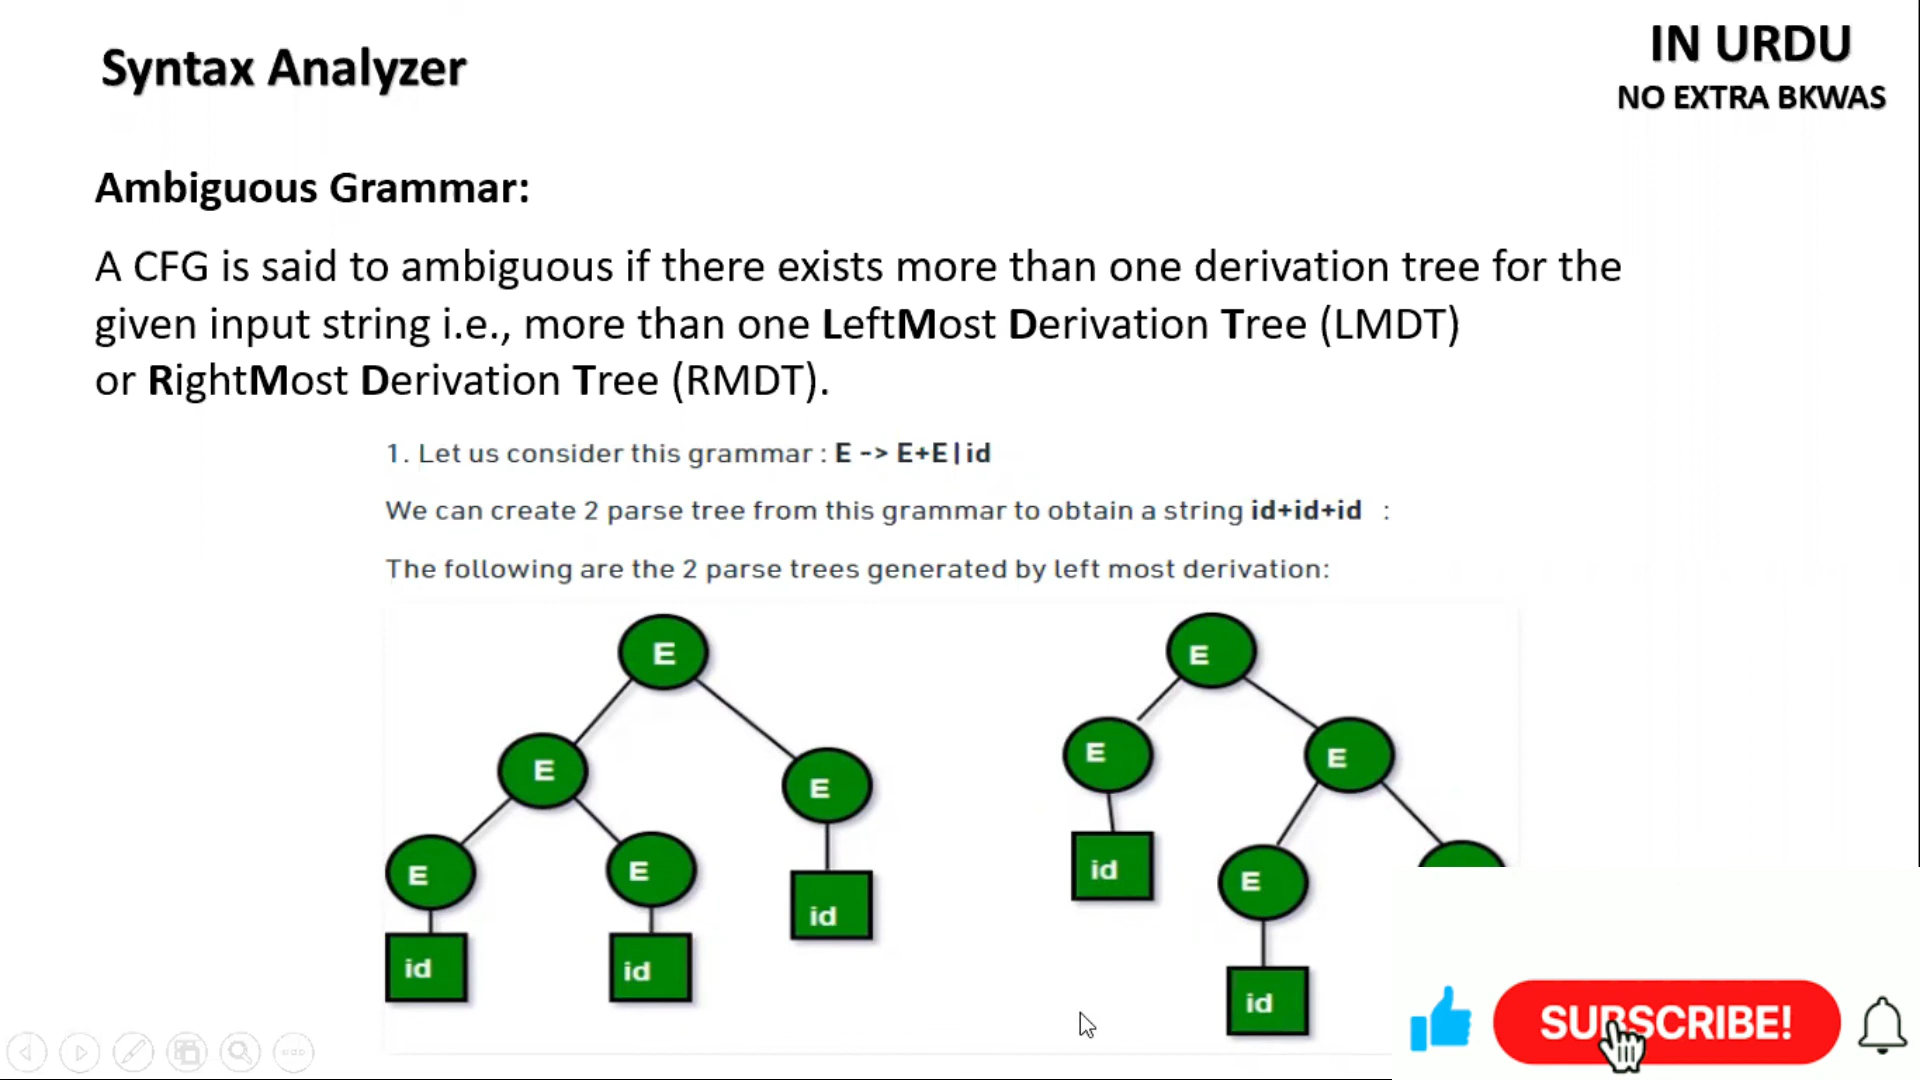 Syntax Analyzer
IN URDU
NO EXTRA BKWAS
Ambiguous Grammar:
A CFG is said to ambiguous if there exists more than one derivation tree for the
given input string i.e., more than one LeftMost Derivation Tree (LMDT)
or RightMost Derivation Tree (RMDT).
1. Let us consider this grammar : E -> E+E|id
We can create 2 parse tree from this grammar to obtain a string id+id+id :
The following are the 2 parse trees generated by left most derivation:
E
E
E
E
E
id
id
id
E
E
E
id
E
id
SUBSCRIBE!